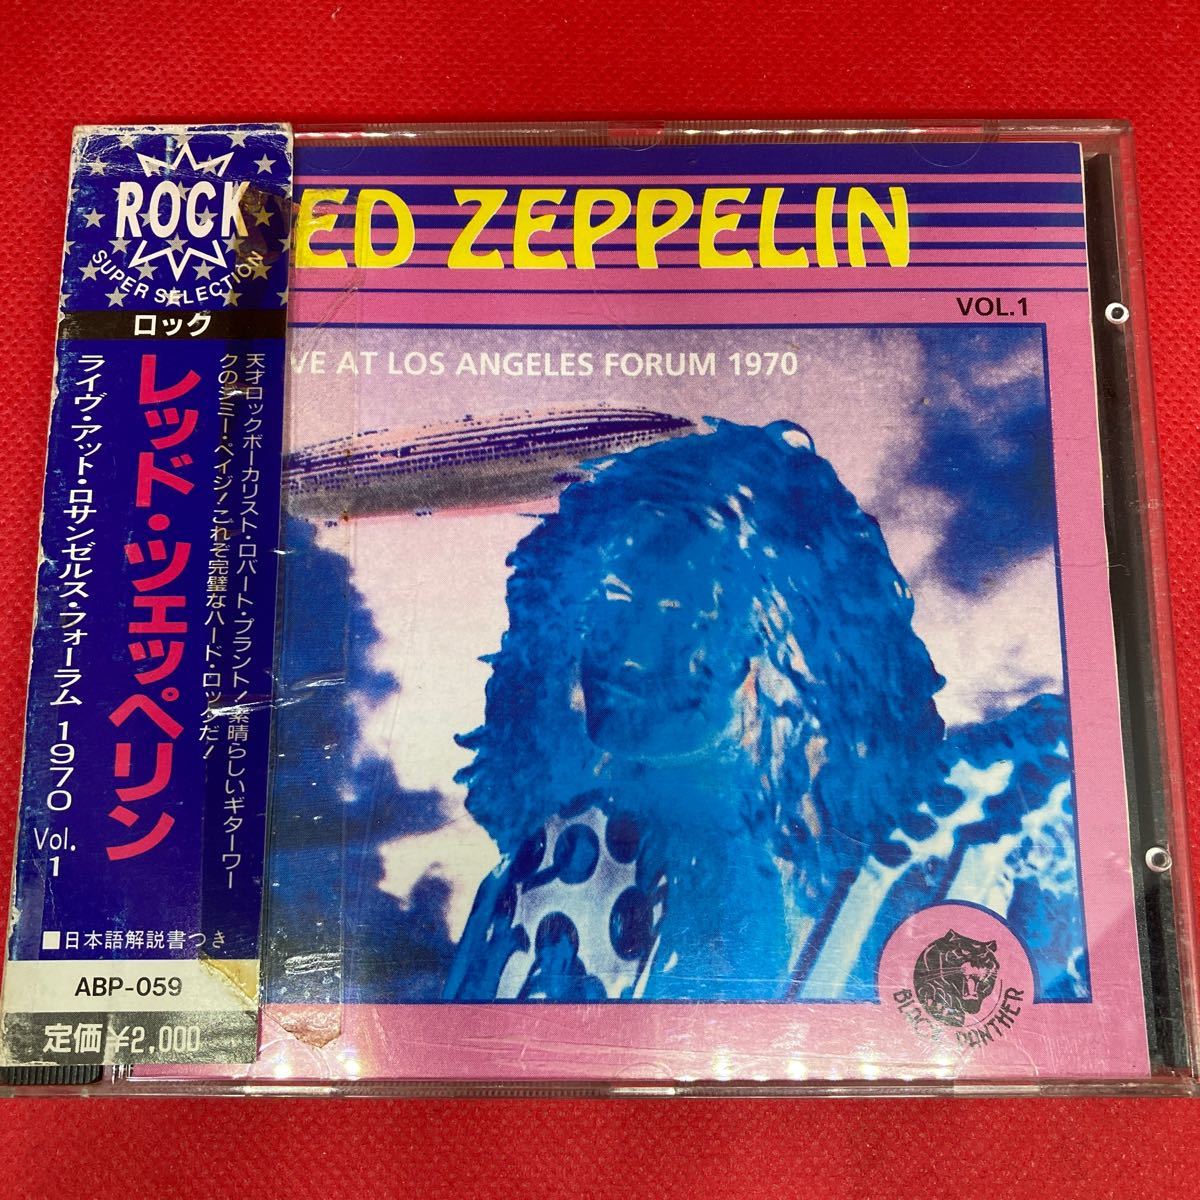 ROCK
SUPER SELECTION
ロック
天才ロックボーカリスト・ロバート・プラント!素晴らしいギターワー
クのジミー・ペイジ!これぞ完璧なハード・ロックだ!
レッド・ツェッペリン
ライヴ・アット・ロサンゼルス・フォーラム 1970 Vol. 1
■日本語解説書つき
ABP-059
定価¥2,000
ED ZEPPELIN
VOL.1
VE AT LOS ANGELES FORUM 1970
BLACK PANTHER